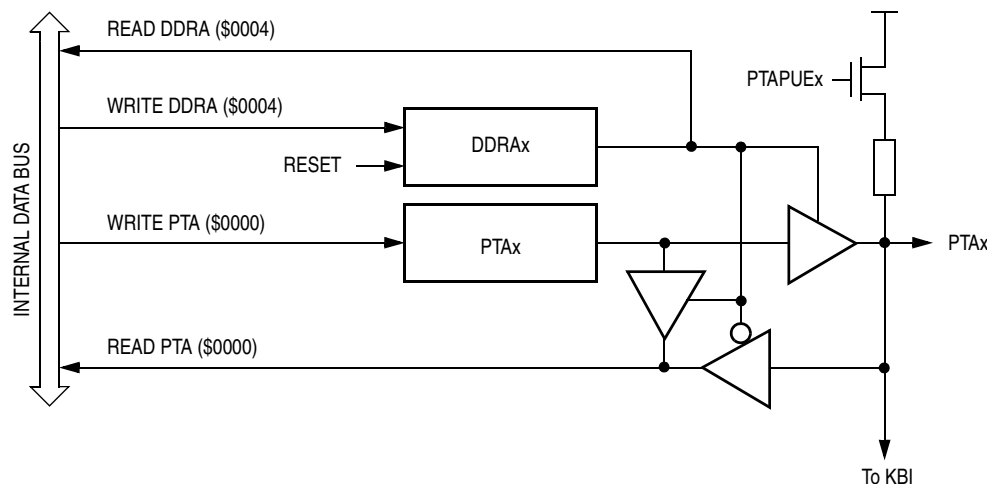 READ DDRA ($0004)
PTAPUEx
WRITE DDRA ($0004)
DDRAx
RESET
INTERNAL DATA BUS
WRITE PTA ($0000)
PTAx
PTAx
READ PTA ($0000)
To KBI